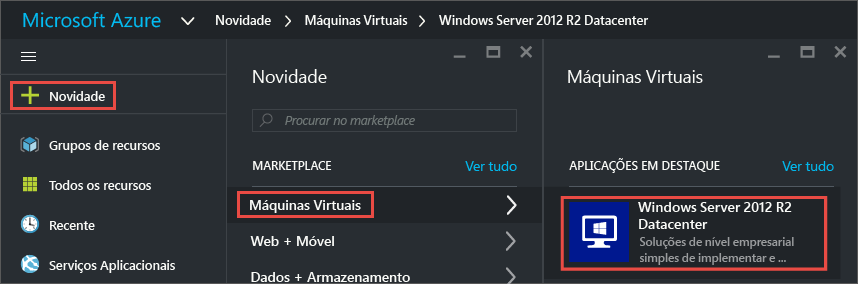 Microsoft Azure Novidade Máquinas Virtuais Windows Server 2012 R2 Datacenter
Novidade
Grupos de recursos
Todos os recursos
Recente
Serviços Aplicacionais
Novidade
Procurar no marketplace
MARKETPLACE Ver tudo
Máquinas Virtuais
Web + Móvel
Dados + Armazenamento
Máquinas Virtuais
APLICAÇÕES EM DESTAQUE Ver tudo
Windows Server 2012 R2
Datacenter
Soluções de nível empresarial
simples de implementar e ...